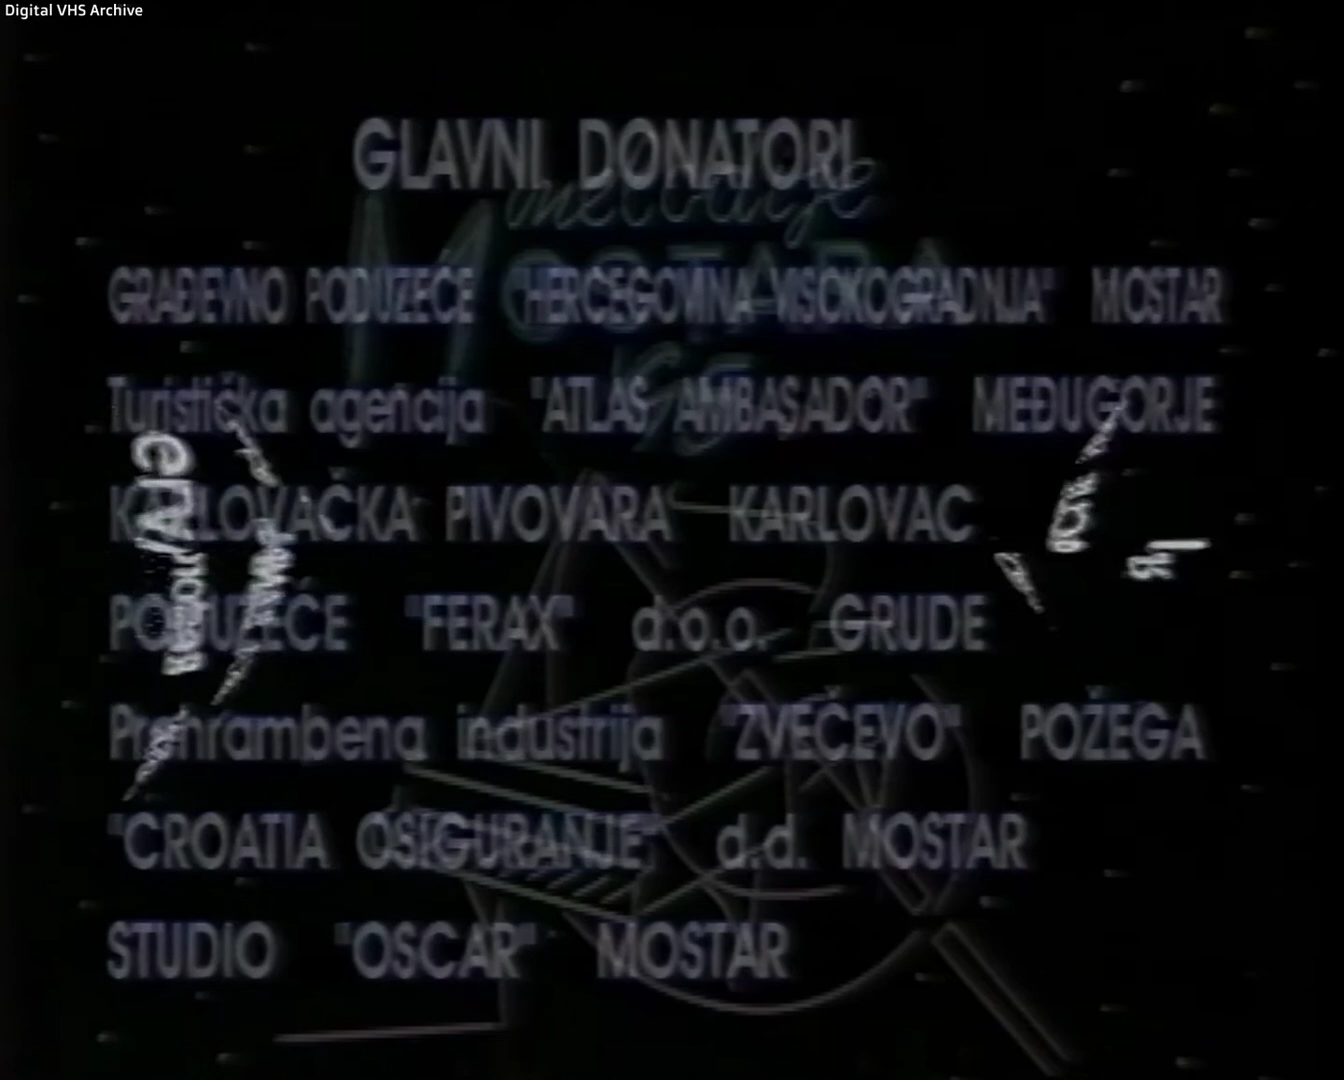 Digital VHS Archive
GLAVNI DONATORI
MOSTARA
GRAĐEVNO PODUZEĆE "HERCEGOVINA VISOKOGRADNJA" MOSTAR
Turistička agencija "ATLAS AMBASADOR" MEĐUGORJE
KARLOVAČKA PIVOVARA KARLOVAC
PODUZEĆE "FERAX" d.o.o. GRUDE
Prehrambena industrija "ZVEČEVO" POŽEGA
"CROATIA OSIGURANJE" d.d. MOSTAR
STUDIO "OSCAR" MOSTAR